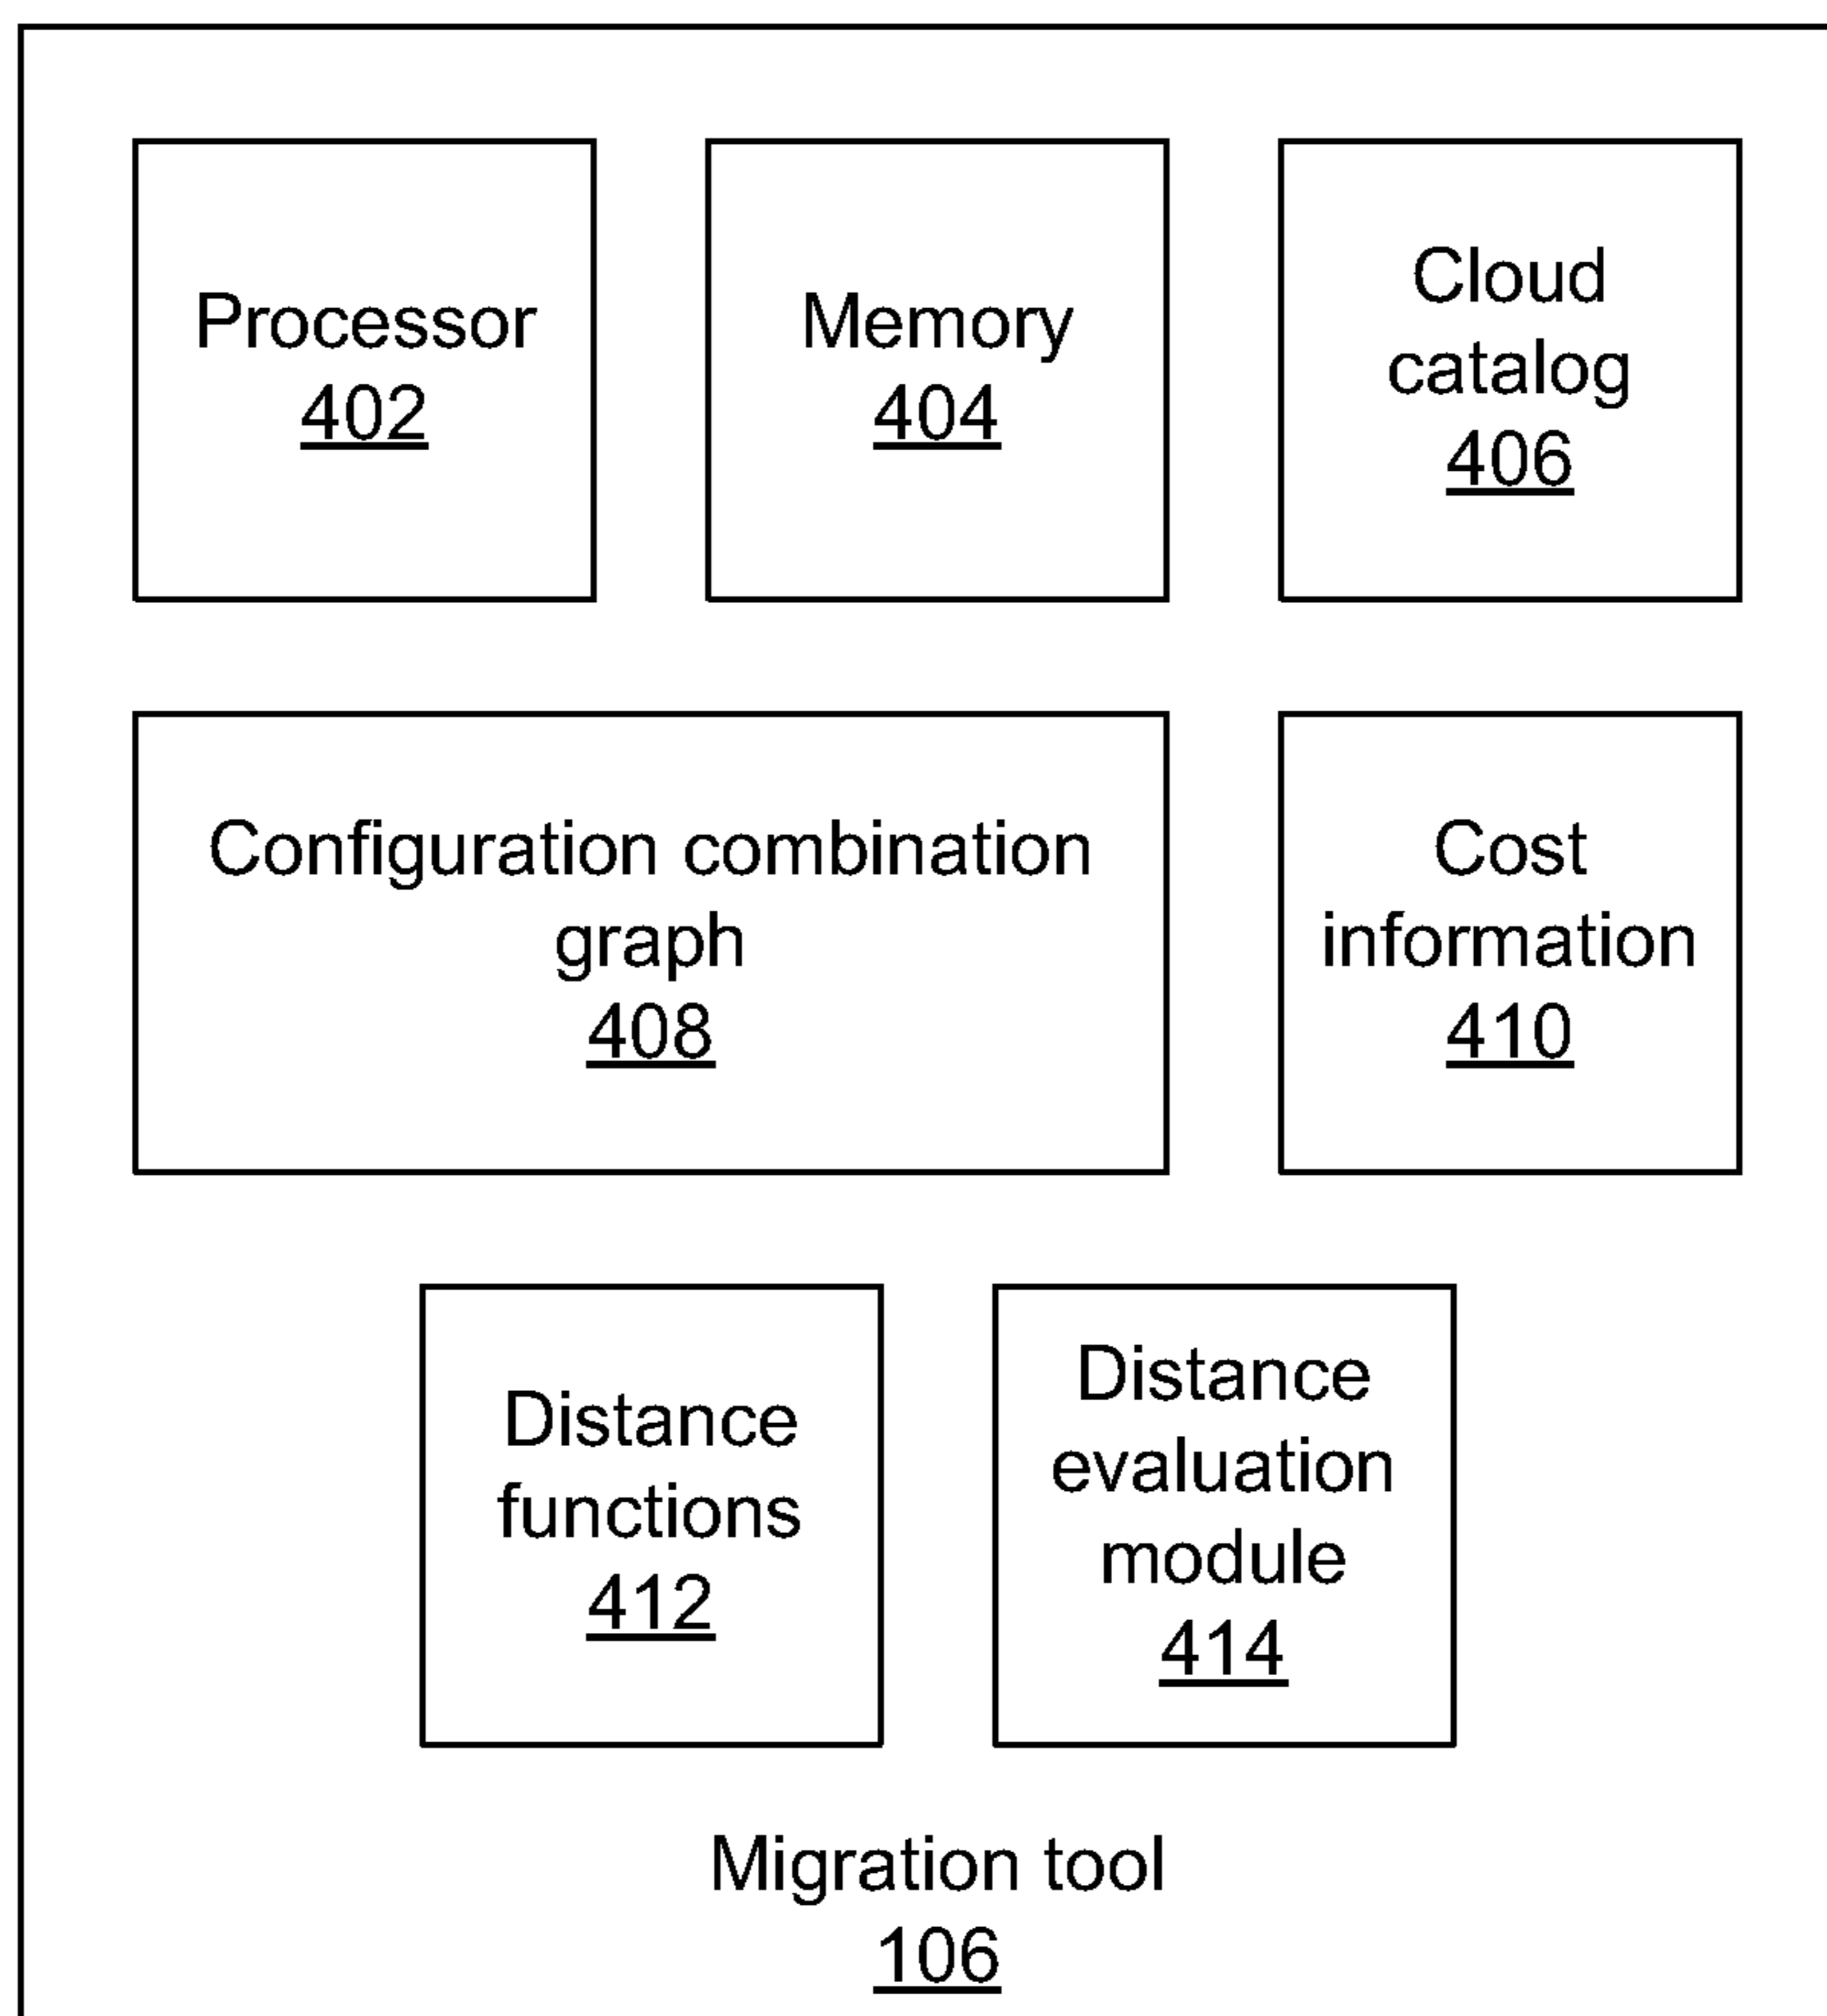 Processor
402
Memory
404
Cloud
catalog
406
Configuration combination
graph
408
Cost
information
410
Distance
functions
412
Distance
evaluation
module
414
Migration tool
106